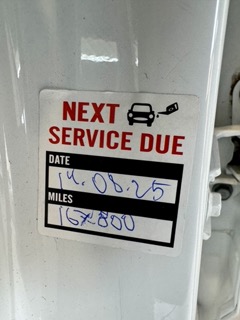 NEXT
SERVICE DUE
DATE
14.08.25
MILES
167800